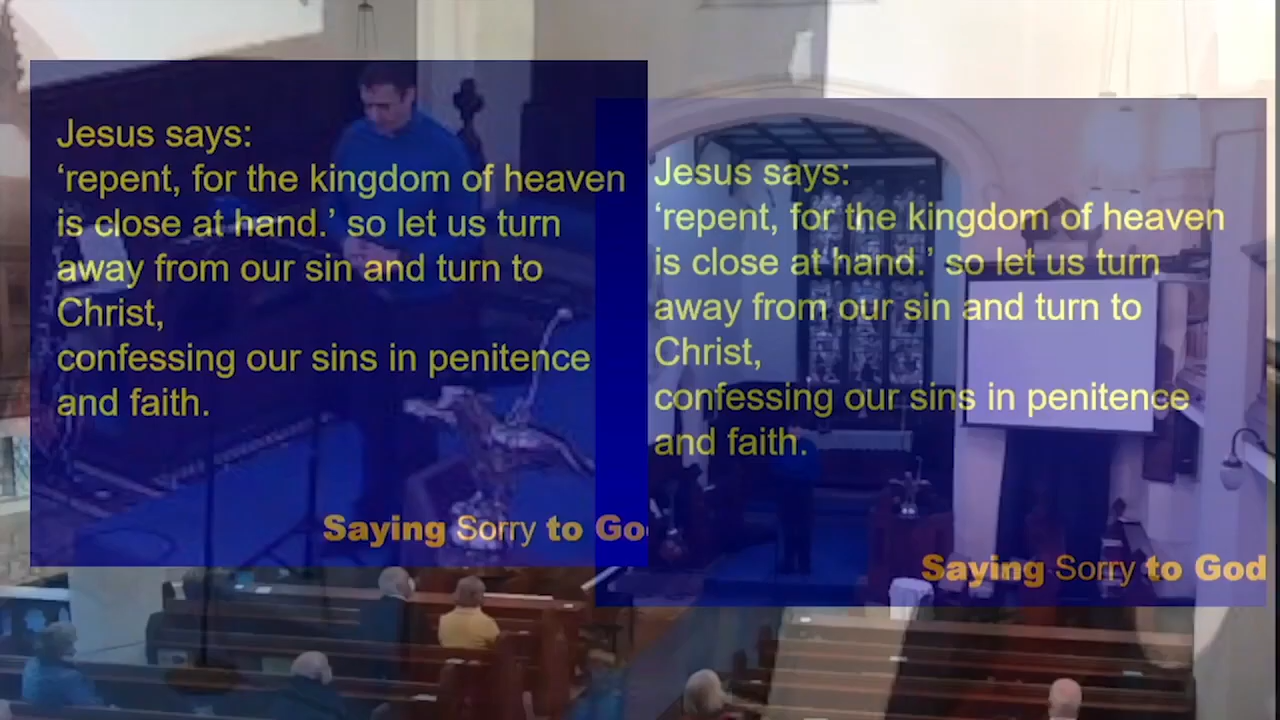 Jesus says:
‘repent, for the kingdom of heaven
is close at hand.’ so let us turn
away from our sin and turn to
Christ,
confessing our sins in penitence
and faith.
Saying Sorry to Go
Jesus says:
‘repent, for the kingdom of heaven
is close at hand.’ so let us turn
away from our sin and turn to
Christ,
confessing our sins in penitence
and faith.
Saying Sorry to God